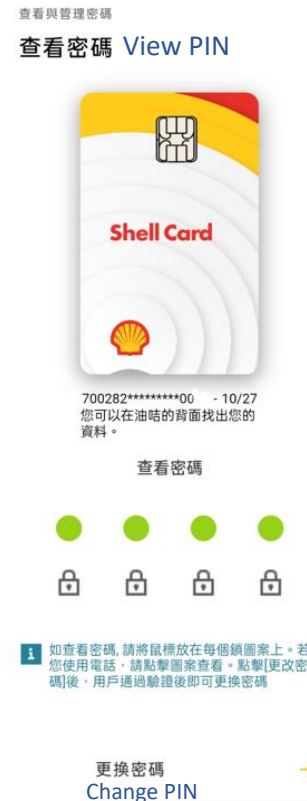 查看與管理密碼
查看密碼 View PIN
Shell Card
700282*********00 - 10/27
您可以在油咭的背面找出您的
資料。
查看密碼
如查看密碼, 請將鼠標放在每個鎖圖案上。若
您使用電話，請點擊圖案查看。點擊[更改密
碼]後，用戶通過驗證後即可更換密碼
更換密碼
Change PIN